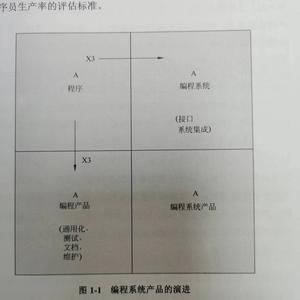 序员生产率的评估标准。
X3
A
程序
A
编程系统
(接口
系统集成)
X3
A
编程产品
(通用化、
测试、
文档、
维护)
A
编程系统产品
图 1-1 编程系统产品的演进